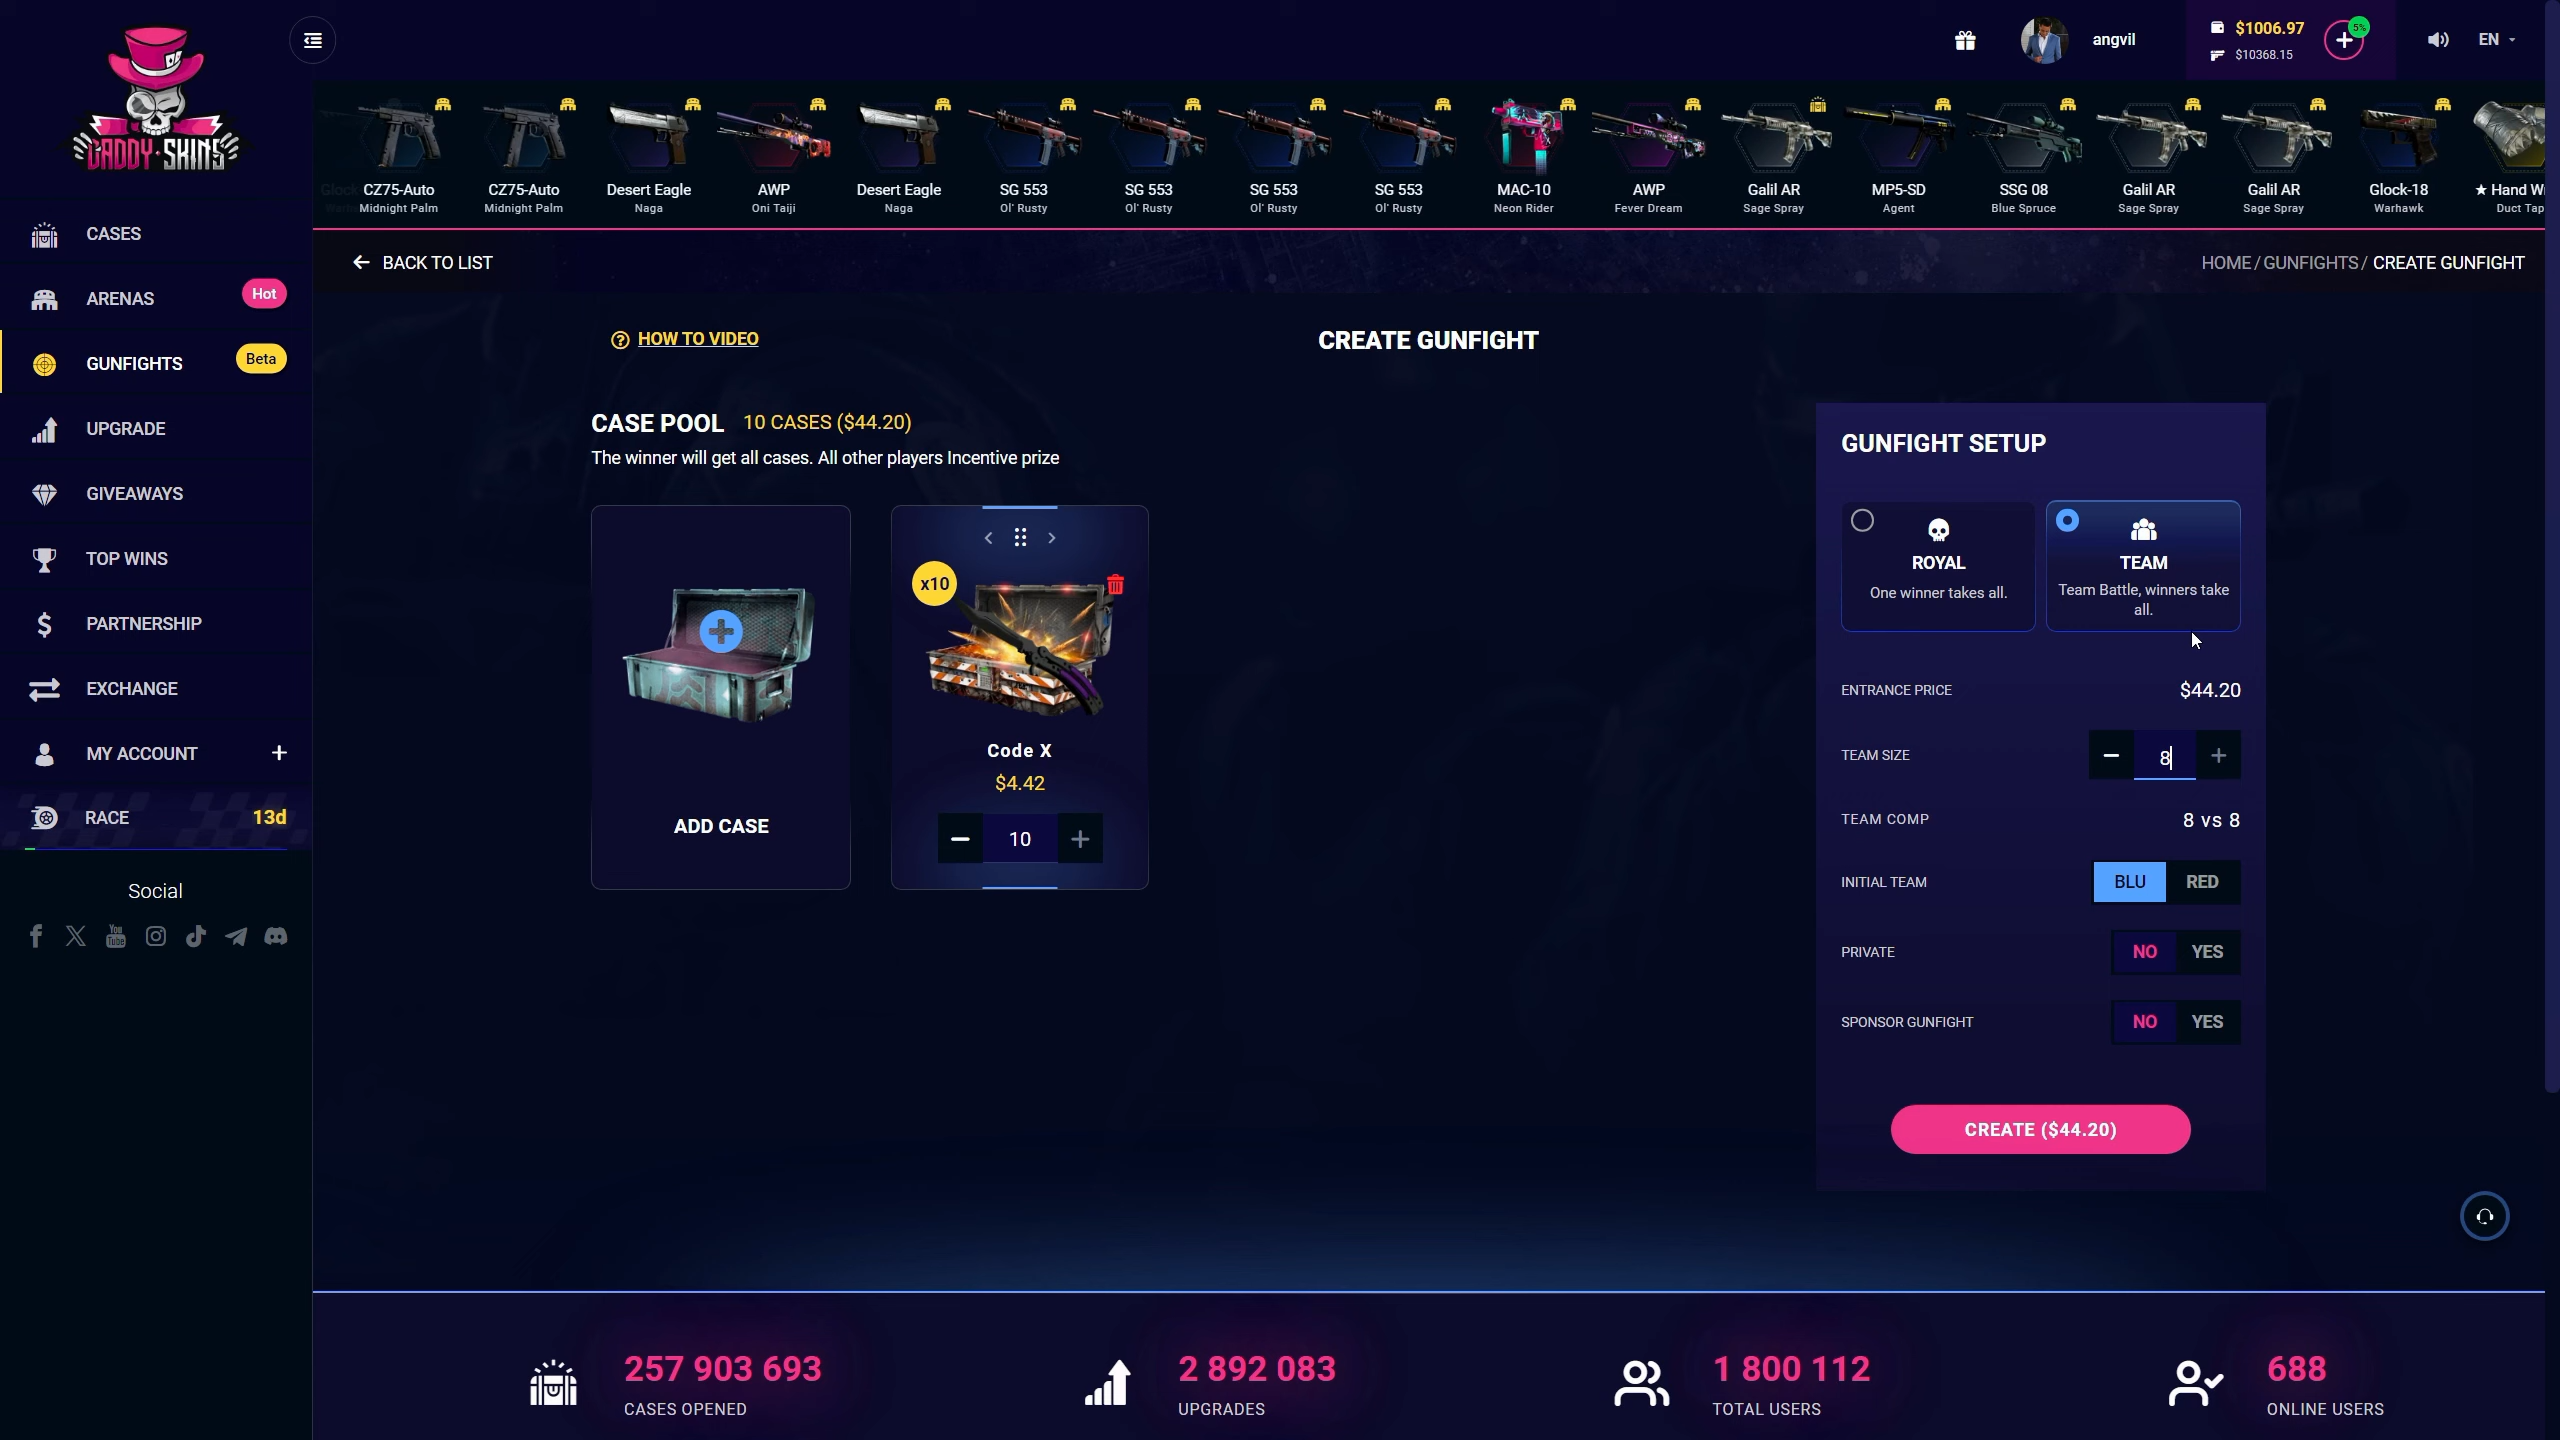 DADDY SKINS
angvil
$1006.97
$10368.15
5%
EN
CZ75-Auto
Midnight Palm
CZ75-Auto
Midnight Palm
Desert Eagle
Naga
AWP
Oni Taiji
Desert Eagle
Naga
SG 553
Ol' Rusty
SG 553
Ol' Rusty
SG 553
Ol' Rusty
SG 553
Ol' Rusty
MAC-10
Neon Rider
AWP
Fever Dream
Galil AR
Sage Spray
MP5-SD
Agent
SSG 08
Blue Spruce
Galil AR
Sage Spray
Galil AR
Sage Spray
Glock-18
Warhawk
★ Hand W
Duct Tap
CASES
ARENAS
Hot
GUNFIGHTS
Beta
UPGRADE
GIVEAWAYS
TOP WINS
PARTNERSHIP
EXCHANGE
MY ACCOUNT
RACE
13d
Social
BACK TO LIST
HOME / GUNFIGHTS / CREATE GUNFIGHT
HOW TO VIDEO
CREATE GUNFIGHT
CASE POOL 10 CASES ($44.20)
The winner will get all cases. All other players Incentive prize
ADD CASE
x10
Code X
$4.42
10
GUNFIGHT SETUP
ROYAL
One winner takes all.
TEAM
Team Battle, winners take
all.
ENTRANCE PRICE $44.20
TEAM SIZE 8
TEAM COMP 8 vs 8
INITIAL TEAM BLU RED
PRIVATE NO YES
SPONSOR GUNFIGHT NO YES
CREATE ($44.20)
257 903 693
CASES OPENED
2 892 083
UPGRADES
1 800 112
TOTAL USERS
688
ONLINE USERS